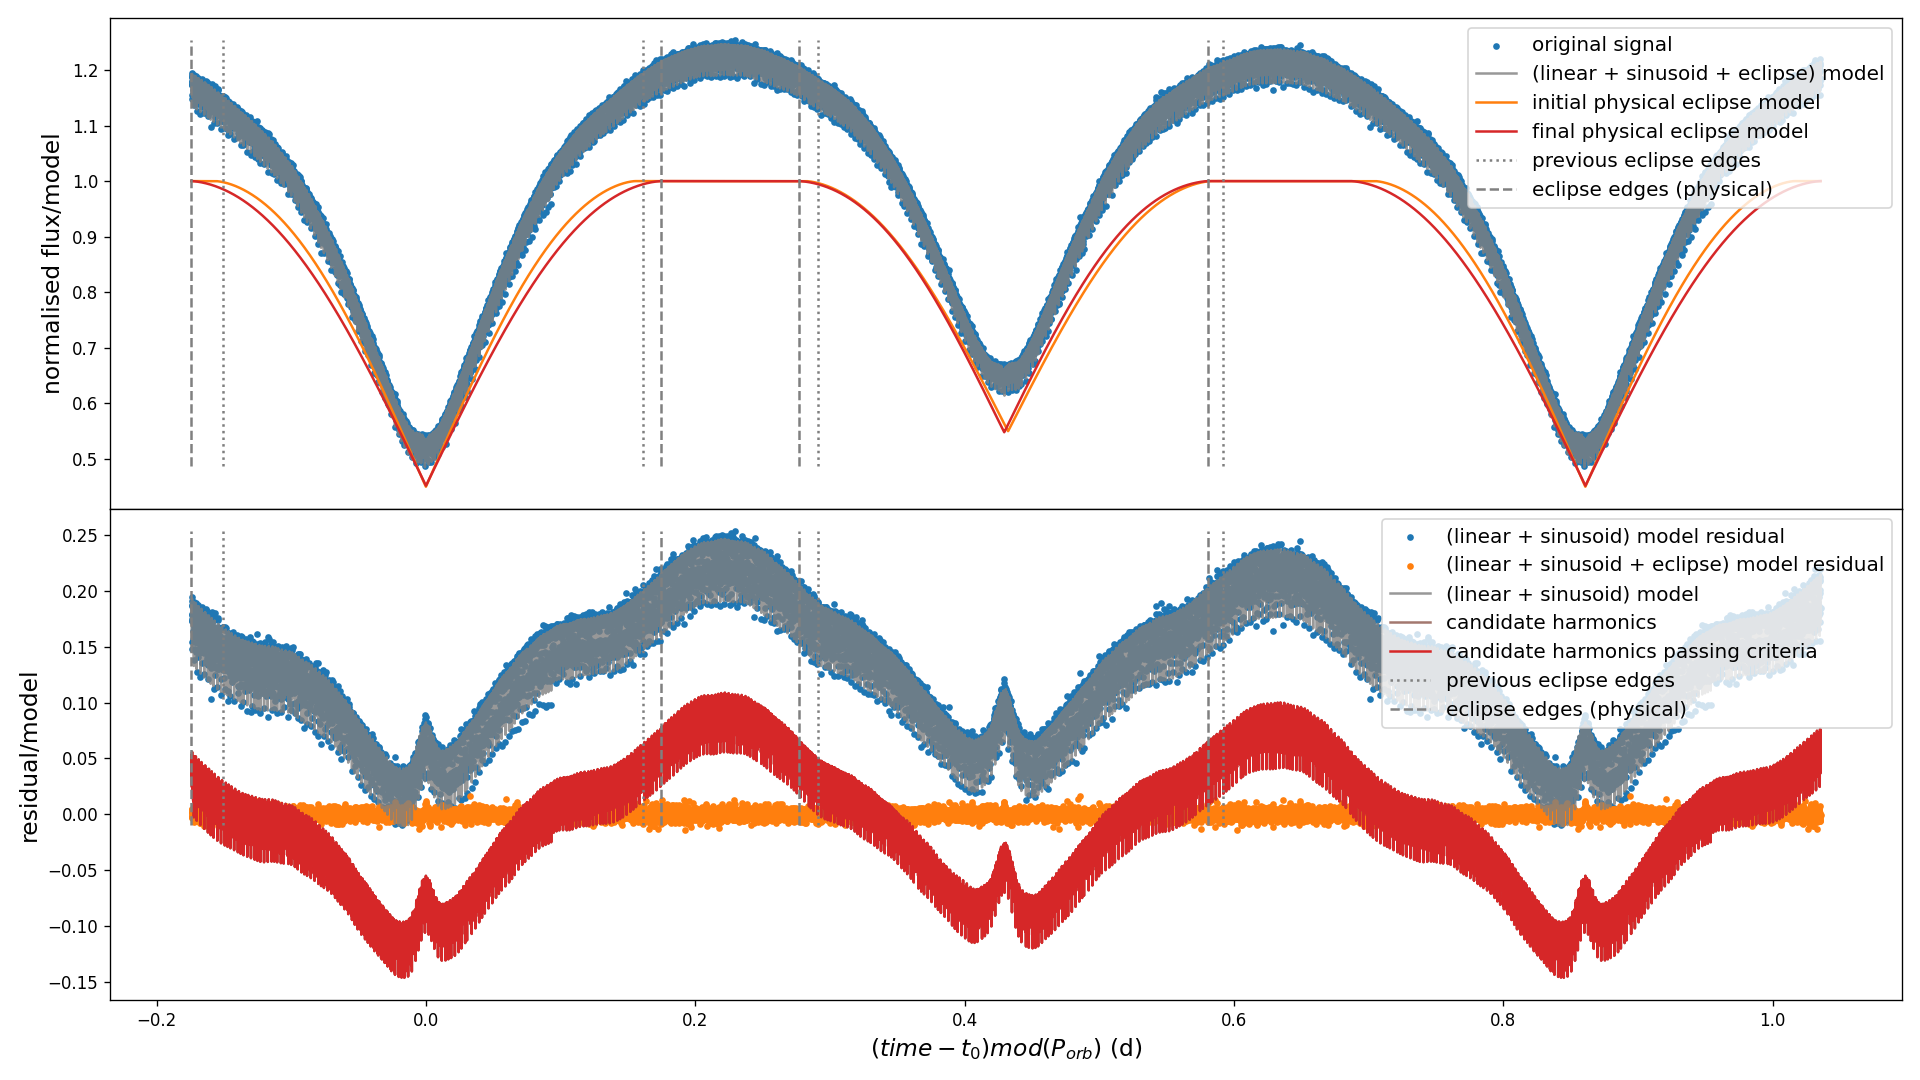 normalised flux/model
1.2
1.1
1.0
0.9
0.8
0.7
0.6
0.5
original signal
(linear + sinusoid + eclipse) model
initial physical eclipse model
final physical eclipse model
previous eclipse edges
eclipse edges (physical)
residual/model
0.25
0.20
0.15
0.10
0.05
0.00
−0.05
−0.10
−0.15
(linear + sinusoid) model residual
(linear + sinusoid + eclipse) model residual
(linear + sinusoid) model
candidate harmonics
candidate harmonics passing criteria
previous eclipse edges
eclipse edges (physical)
−0.2 0.0 0.2 0.4 0.6 0.8 1.0
(time − t₀)mod(Pₒᵣb) (d)